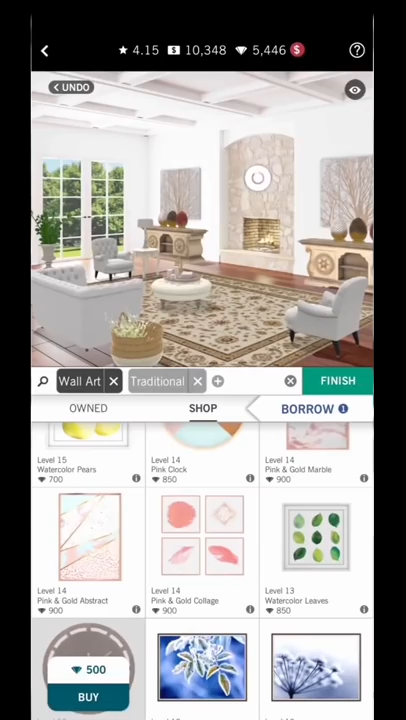 4.15 10,348 5,446 $ ?
< UNDO
Wall Art × Traditional × + FINISH
OWNED SHOP BORROW 1
Level 15 Level 14 Level 14
Watercolor Pears Pink Clock Pink & Gold Marble
700 850 900
Level 14 Level 14 Level 13
Pink & Gold Abstract Pink & Gold Collage Watercolor Leaves
900 900 850
500
BUY